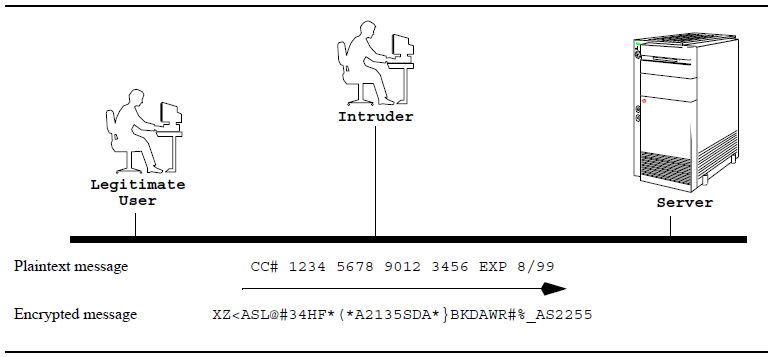 Intruder
Legitimate
User
Server
Plaintext message CC# 1234 5678 9012 3456 EXP 8/99
Encrypted message XZ<ASL@#34HF*(*A2135SDA*}BKDAWR#%_AS2255